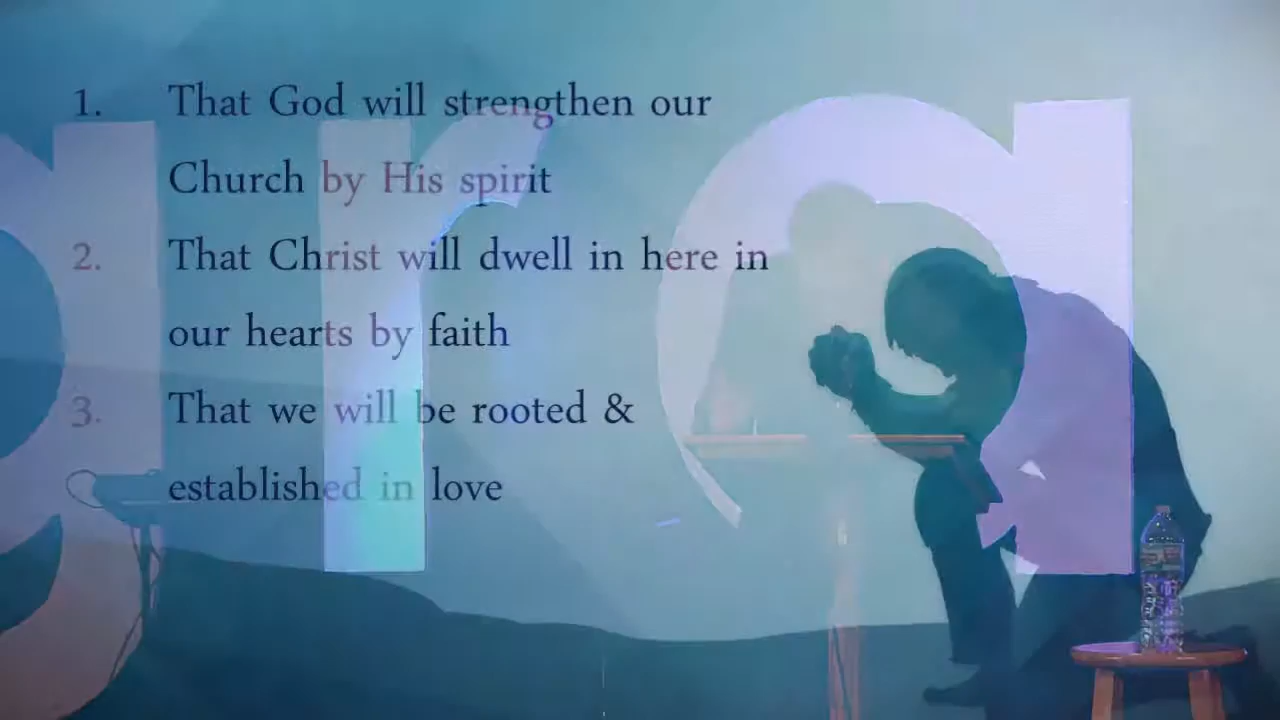 1. That God will strengthen our
Church by His spirit
2. That Christ will dwell in here in
our hearts by faith
3. That we will be rooted &
established in love
gra